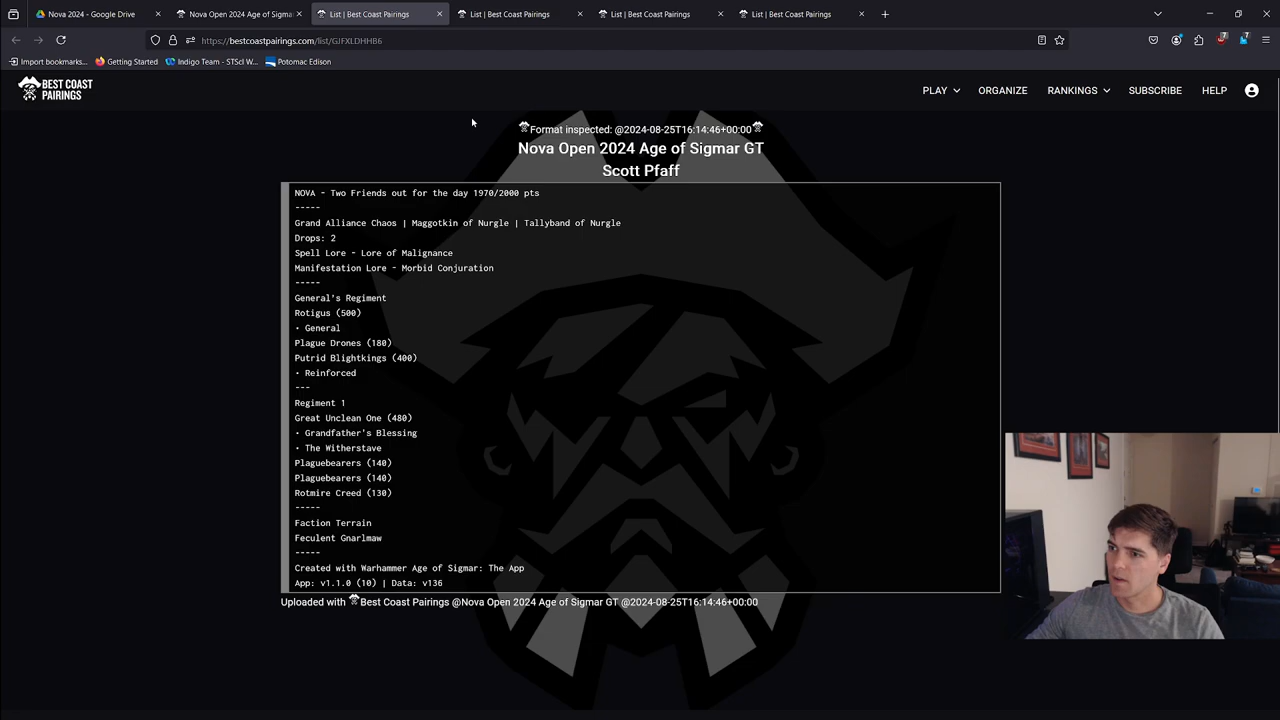 Nova 2024 - Google Drive
Nova Open 2024 Age of Sigma
List | Best Coast Pairings
List | Best Coast Pairings
List | Best Coast Pairings
List | Best Coast Pairings
https://bestcoastpairings.com/list/GIFXLDHHB6
7
7
Import bookmarks...
Getting Started
Indigo Team - STScI W...
Potomac Edison
BEST COAST
PAIRINGS
PLAY
ORGANIZE
RANKINGS
SUBSCRIBE
HELP
Format inspected: @2024-08-25T16:14:46+00:00
Nova Open 2024 Age of Sigmar GT
Scott Pfaff
NOVA - Two Friends out for the day 1970/2000 pts
-----
Grand Alliance Chaos | Maggotkin of Nurgle | Tallyband of Nurgle
Drops: 2
Spell Lore - Lore of Malignance
Manifestation Lore - Morbid Conjuration
-----
General's Regiment
Rotigus (500)
• General
Plague Drones (180)
Putrid Blightkings (400)
• Reinforced
---
Regiment 1
Great Unclean One (480)
• Grandfather's Blessing
• The Witherstave
Plaguebearers (140)
Plaguebearers (140)
Rotmire Creed (130)
-----
Faction Terrain
Feculent Gnarlmaw
-----
Created with Warhammer Age of Sigmar: The App
App: v1.1.0 (10) | Data: v136
Uploaded with Best Coast Pairings @Nova Open 2024 Age of Sigmar GT @2024-08-25T16:14:46+00:00